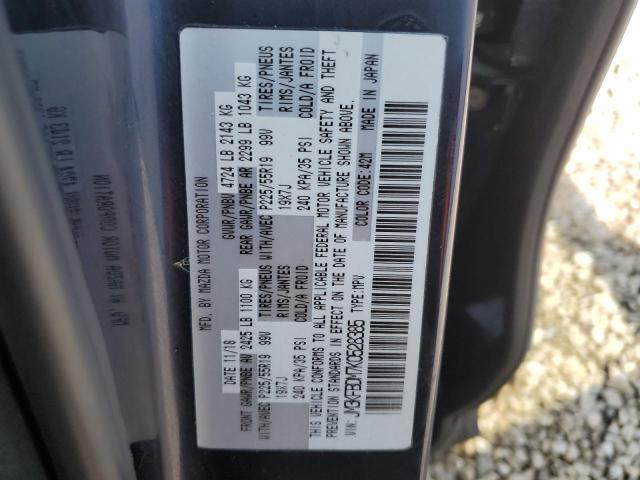 MFD. BY MAZDA MOTOR CORPORATION
DATE 11/18 GVWR/PNBV 4724 LB 2143 KG
FRONT GAWR/PNBE AV 2425 LB 1100 KG REAR GAWR/PNBE AR 2299 LB 1043 KG
WITH/AVEC P225/55R19 99V TIRES/PNEUS WITH/AVEC P225/55R19 99V TIRES/PNEUS
19X7J RIMS/JANTES 19X7J RIMS/JANTES
240 KPA/35 PSI COLD/A FROID 240 KPA/35 PSI COLD/A FROID
THIS VEHICLE CONFORMS TO ALL APPLICABLE FEDERAL MOTOR VEHICLE SAFETY AND THEFT
PREVENTION STANDARDS IN EFFECT ON THE DATE OF MANUFACTURE SHOWN ABOVE.
VIN: JM3KFBDM7K0528385 TYPE:MPV COLOR CODE:42M MADE IN JAPAN